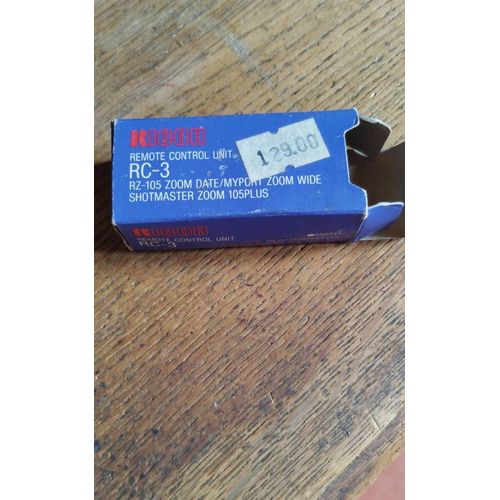 RICOH
129.00
REMOTE CONTROL UNIT
RC-3
RZ-105 ZOOM DATE/MYPORT ZOOM WIDE
SHOTMASTER ZOOM 105PLUS
RICOH
REMOTE CONTROL UNIT
RC-3